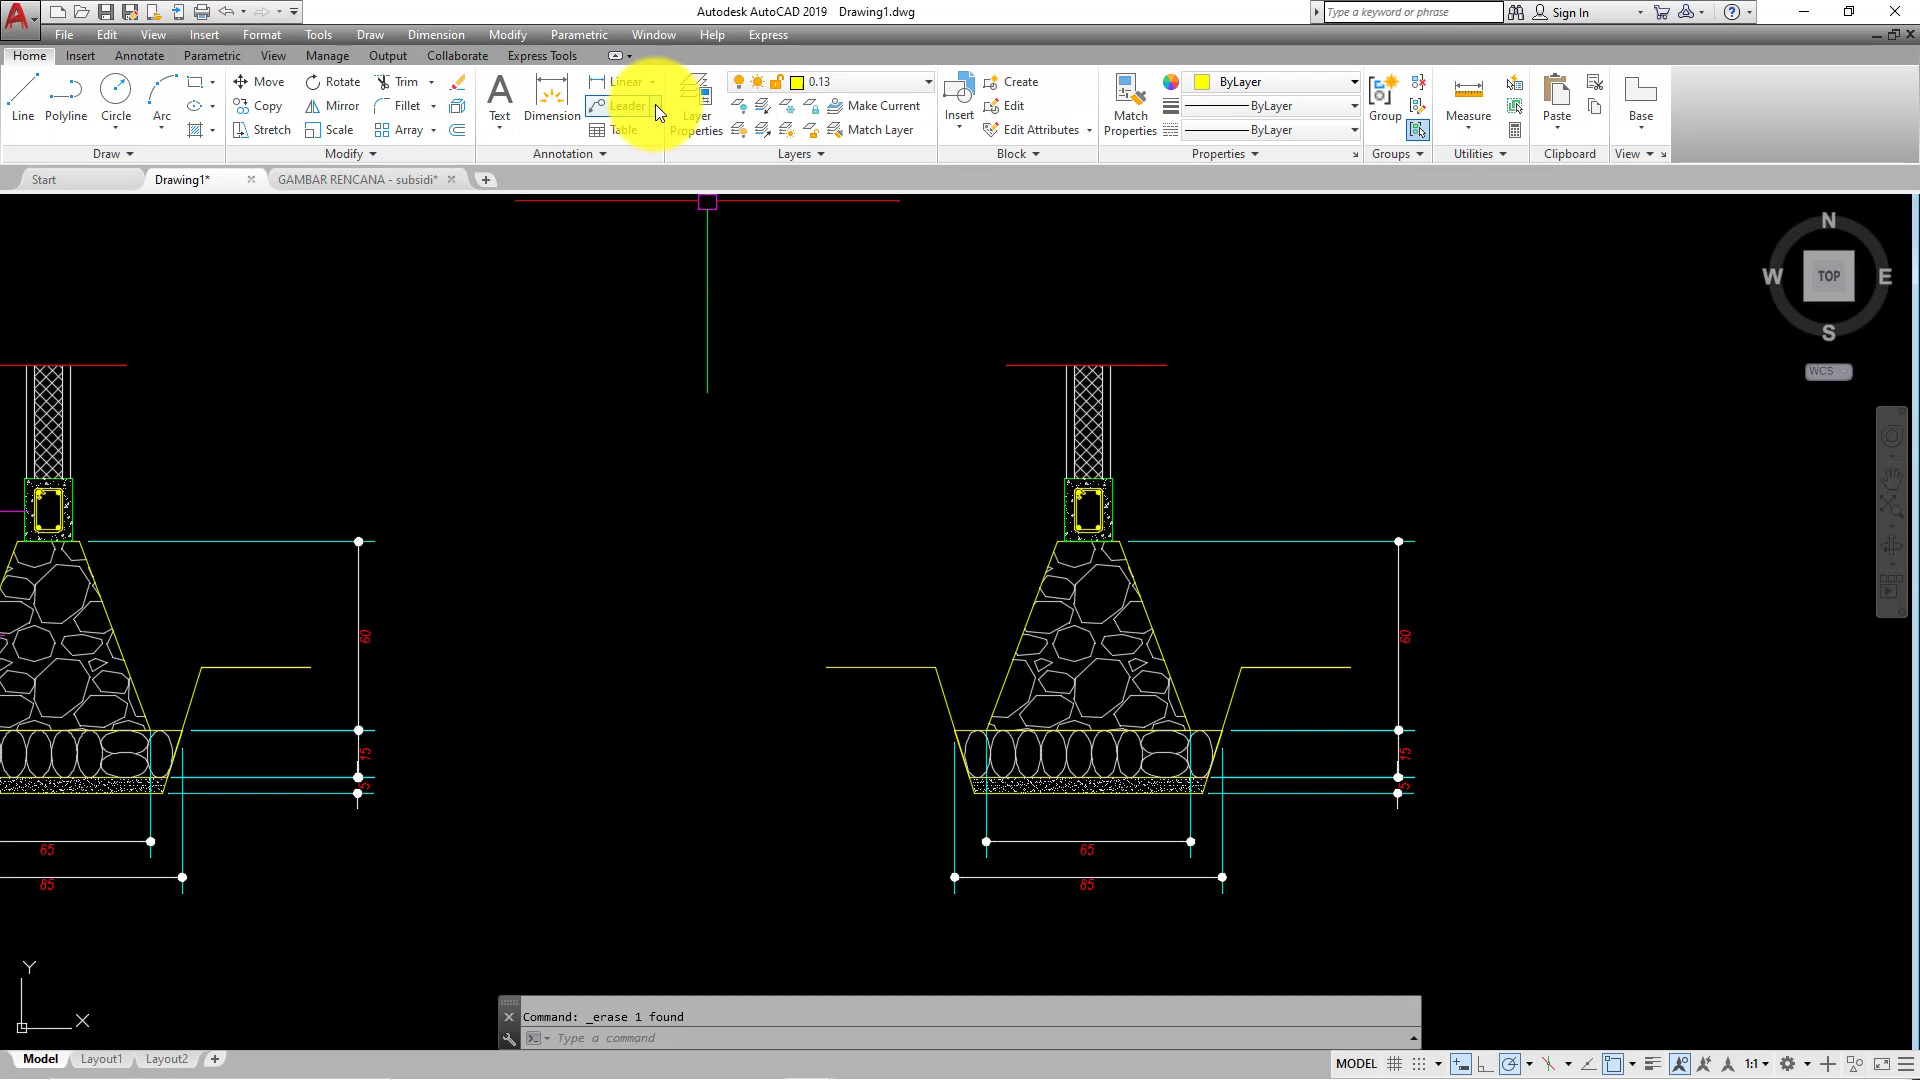 Autodesk AutoCAD 2019 Drawing1.dwg
Type a keyword or phrase
Sign In
File Edit View Insert Format Tools Draw Dimension Modify Parametric Window Help Express
Home Insert Annotate Parametric View Manage Output Collaborate Express Tools
Line
Polyline
Circle
Arc
Move
Copy
Stretch
Rotate
Mirror
Scale
Trim
Fillet
Array
Text
Dimension
Linear
Leader
Table
Layer
Properties
0.13
Make Current
Match Layer
Insert
Create
Edit
Edit Attributes
Match
Properties
ByLayer
ByLayer
ByLayer
Group
Measure
Paste
Base
Draw Modify Annotation Layers Block Properties Groups Utilities Clipboard View
Start Drawing1* GAMBAR RENCANA - subsidi*
N
W TOP E
S
WCS
60
15
5
65
85
60
15
5
65
85
Y
X
Command: _erase 1 found
Type a command
Model Layout1 Layout2
MODEL 1:1